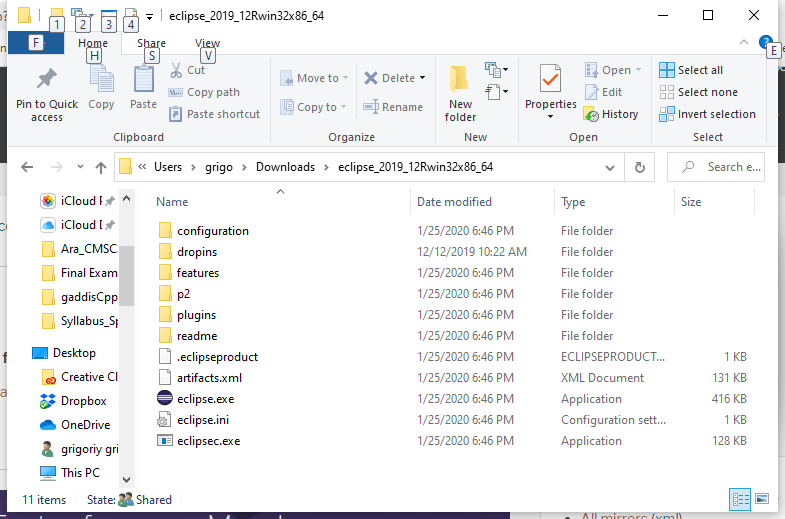 1 2 3 4 eclipse_2019_12Rwin32x86_64
F Home Share View ?
H S V E
Pin to Quick access
Copy
Paste
Cut
Copy path
Paste shortcut
Clipboard
Move to
Copy to
Delete
Rename
Organize
New folder
New
Properties
Open
Edit
History
Open
Select all
Select none
Invert selection
Select
« Users > grigo > Downloads > eclipse_2019_12Rwin32x86_64
Search e...
iCloud
iCloud
Ara_CMSC
Final Exam
gaddisCpp
Syllabus_Sp
Desktop
Creative Cl
Dropbox
OneDrive
grigoriy gri
This PC
Name Date modified Type Size
configuration 1/25/2020 6:46 PM File folder
dropins 12/12/2019 10:22 AM File folder
features 1/25/2020 6:46 PM File folder
p2 1/25/2020 6:46 PM File folder
plugins 1/25/2020 6:46 PM File folder
readme 1/25/2020 6:46 PM File folder
.eclipseproduct 1/25/2020 6:46 PM ECLIPSEPRODUCT... 1 KB
artifacts.xml 1/25/2020 6:46 PM XML Document 131 KB
eclipse.exe 1/25/2020 6:46 PM Application 416 KB
eclipse.ini 1/25/2020 6:46 PM Configuration sett... 1 KB
eclipsec.exe 1/25/2020 6:46 PM Application 128 KB
11 items State: Shared
All mirrors (xml)